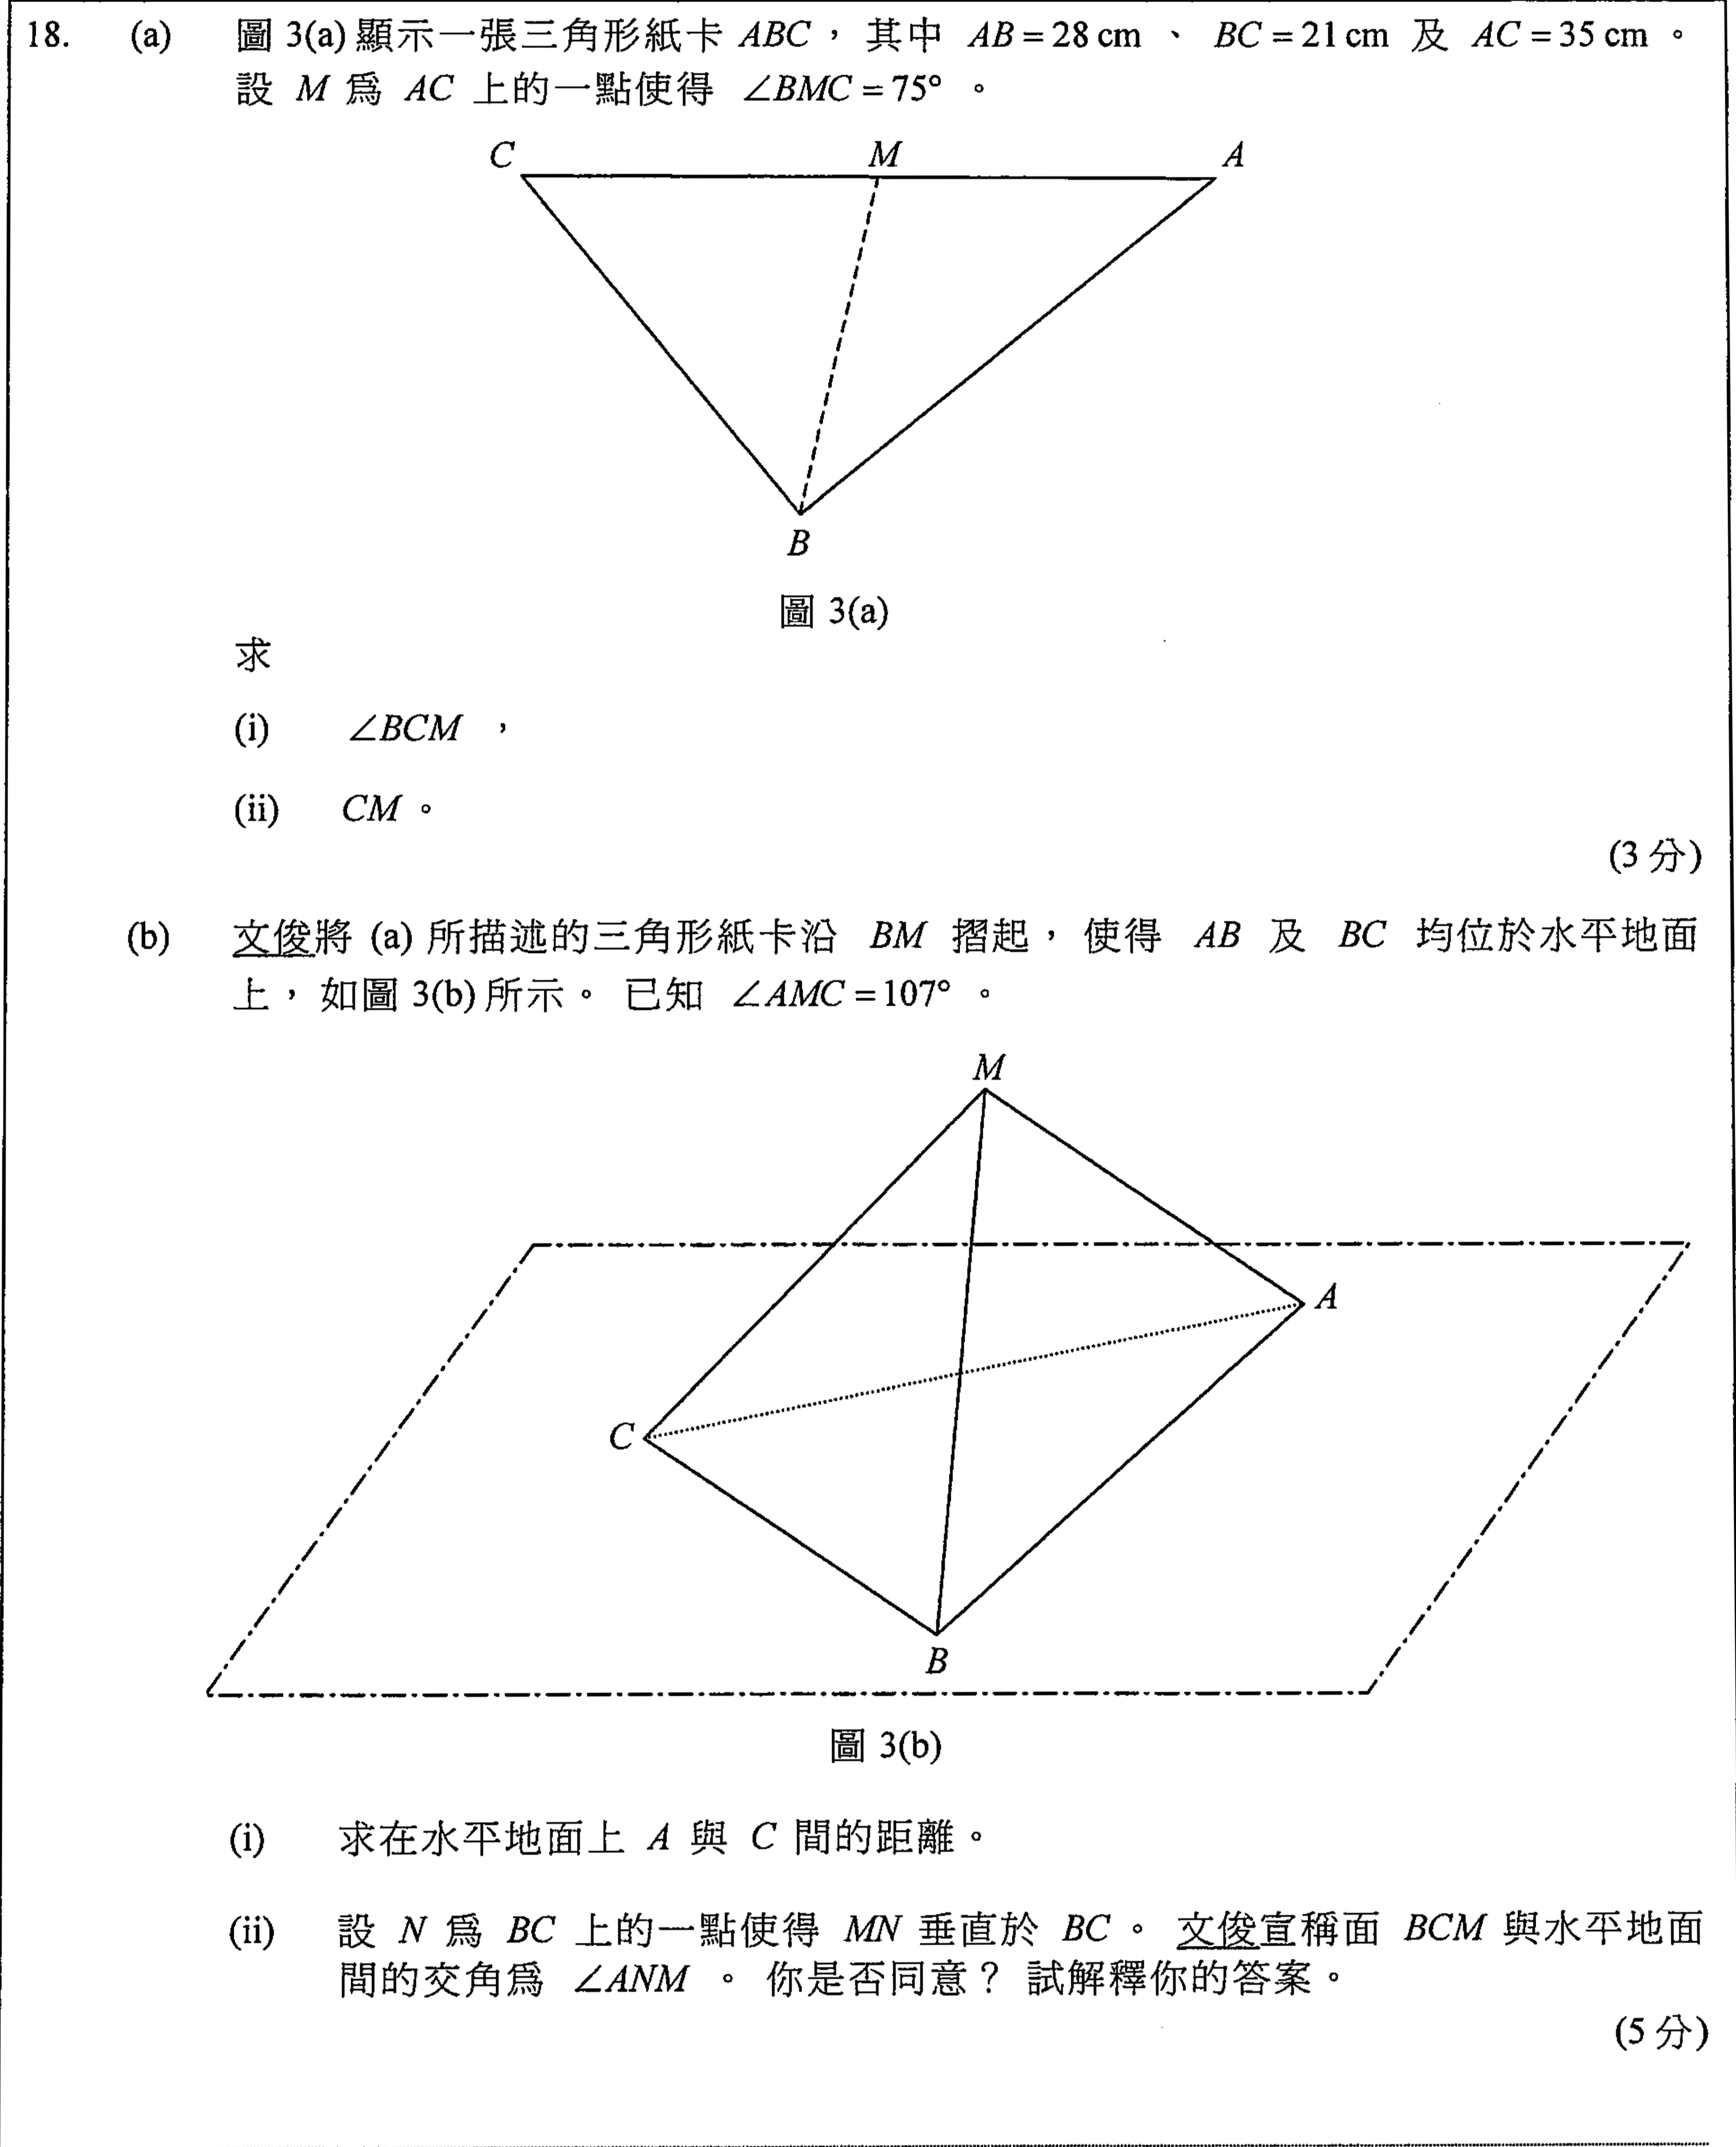 18. (a) 圖 3(a) 顯示一張三角形紙卡 ABC，其中 AB = 28 cm 、 BC = 21 cm 及 AC = 35 cm 。
設 M 爲 AC 上的一點使得 ∠BMC = 75° 。
C M A
B
圖 3(a)
求
(i) ∠BCM ，
(ii) CM 。
(3 分)
(b) 文俊將 (a) 所描述的三角形紙卡沿 BM 摺起，使得 AB 及 BC 均位於水平地面
上，如圖 3(b) 所示。已知 ∠AMC = 107° 。
M
A
C
B
圖 3(b)
(i) 求在水平地面上 A 與 C 間的距離。
(ii) 設 N 爲 BC 上的一點使得 MN 垂直於 BC 。文俊宣稱面 BCM 與水平地面
間的交角爲 ∠ANM 。你是否同意？試解釋你的答案。
(5 分)